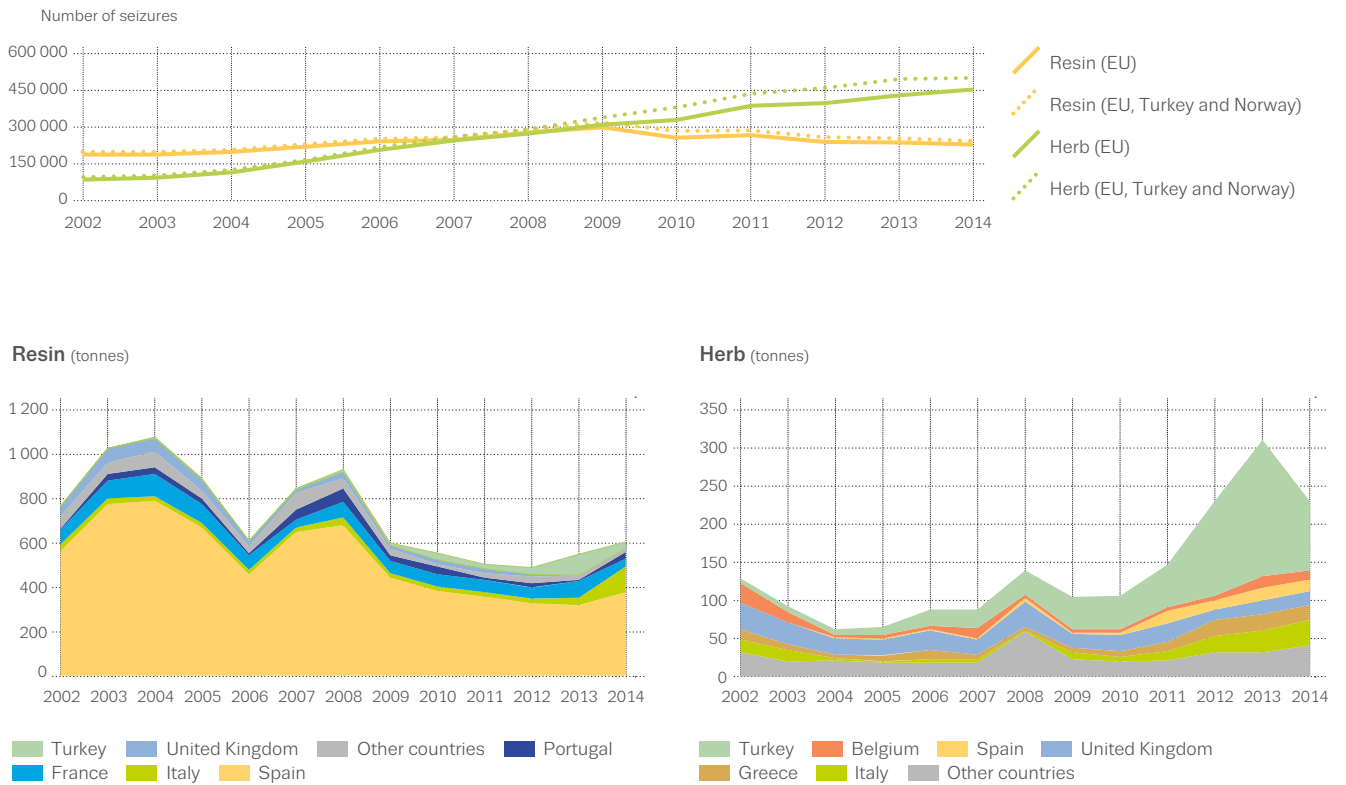 Number of seizures
600 000
450 000
300 000
150 000
0
2002 2003 2004 2005 2006 2007 2008 2009 2010 2011 2012 2013 2014
Resin (EU)
Resin (EU, Turkey and Norway)
Herb (EU)
Herb (EU, Turkey and Norway)
Resin (tonnes)
1 200
1 000
800
600
400
200
0
2002 2003 2004 2005 2006 2007 2008 2009 2010 2011 2012 2013 2014
Turkey United Kingdom Other countries Portugal
France Italy Spain
Herb (tonnes)
350
300
250
200
150
100
50
0
2002 2003 2004 2005 2006 2007 2008 2009 2010 2011 2012 2013 2014
Turkey Belgium Spain United Kingdom
Greece Italy Other countries